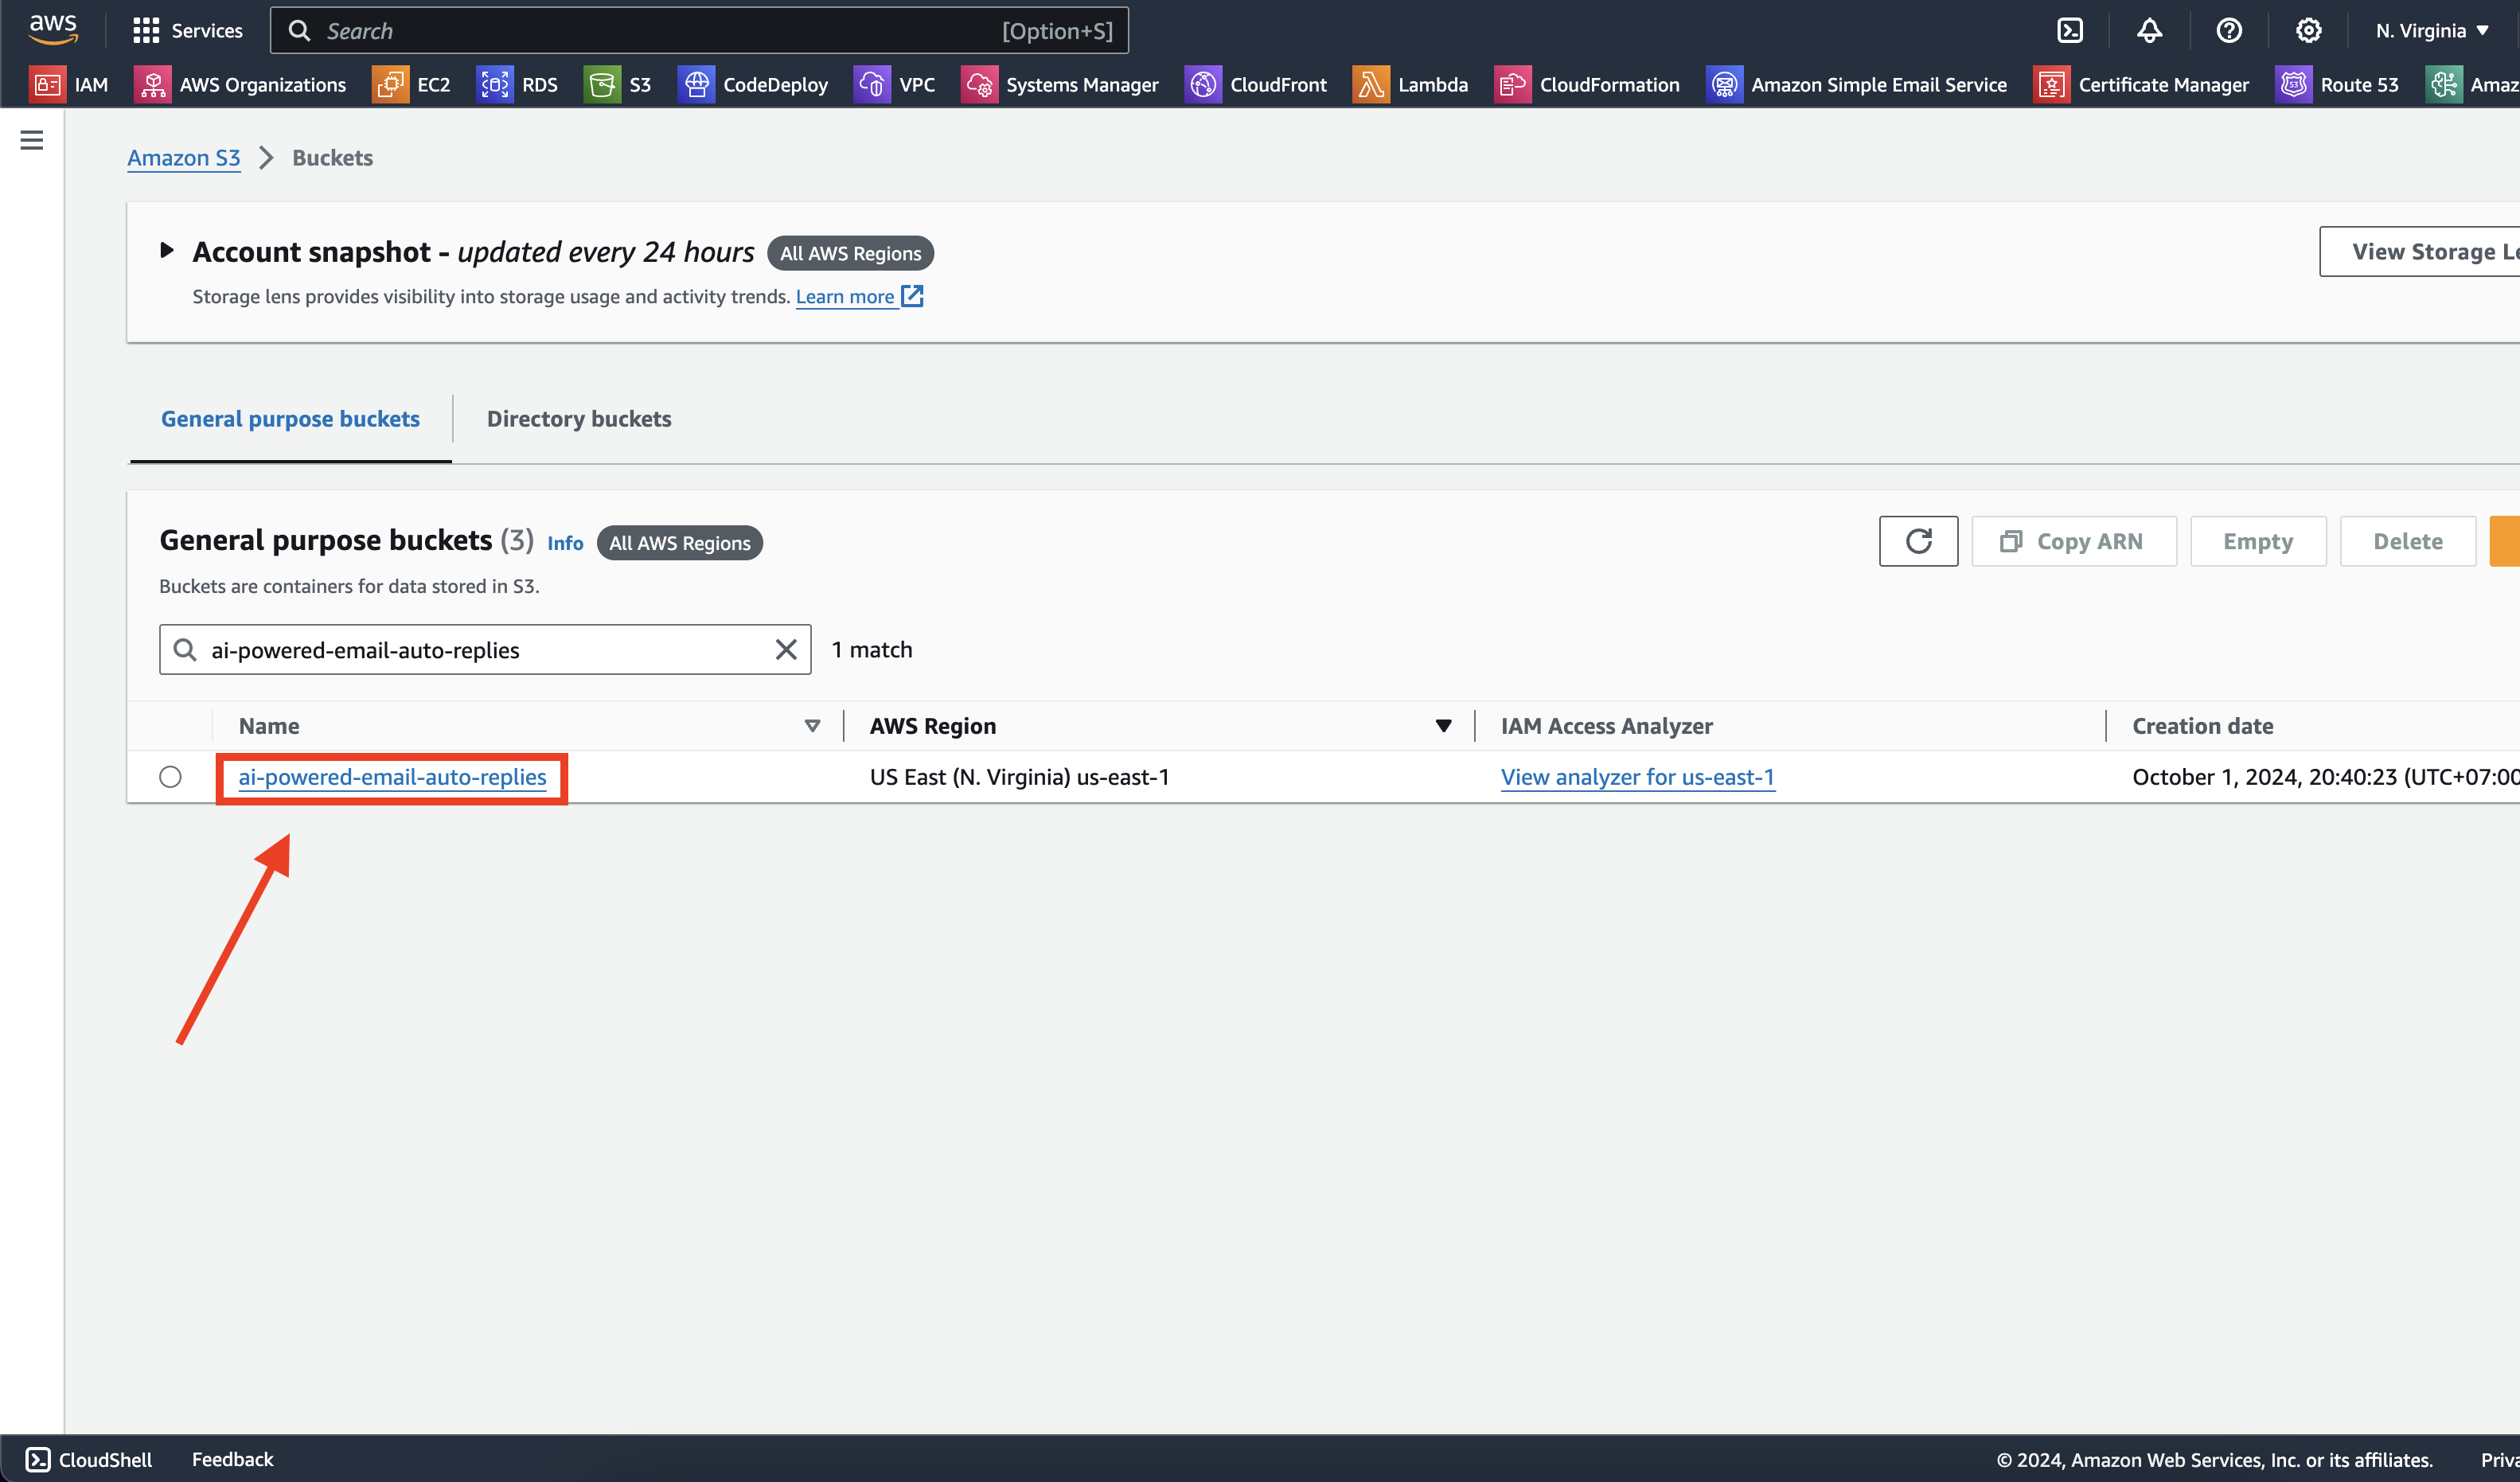 aws Services Search [Option+S] N. Virginia
IAM AWS Organizations EC2 RDS S3 CodeDeploy VPC Systems Manager CloudFront Lambda CloudFormation Amazon Simple Email Service Certificate Manager 53 Route 53 Amaz
Amazon S3 Buckets
Account snapshot - updated every 24 hours All AWS Regions View Storage Le
Storage lens provides visibility into storage usage and activity trends. Learn more
General purpose buckets Directory buckets
General purpose buckets (3) Info All AWS Regions Copy ARN Empty Delete
Buckets are containers for data stored in S3.
ai-powered-email-auto-replies 1 match
Name AWS Region IAM Access Analyzer Creation date
ai-powered-email-auto-replies US East (N. Virginia) us-east-1 View analyzer for us-east-1 October 1, 2024, 20:40:23 (UTC+07:00
CloudShell Feedback © 2024, Amazon Web Services, Inc. or its affiliates. Priva